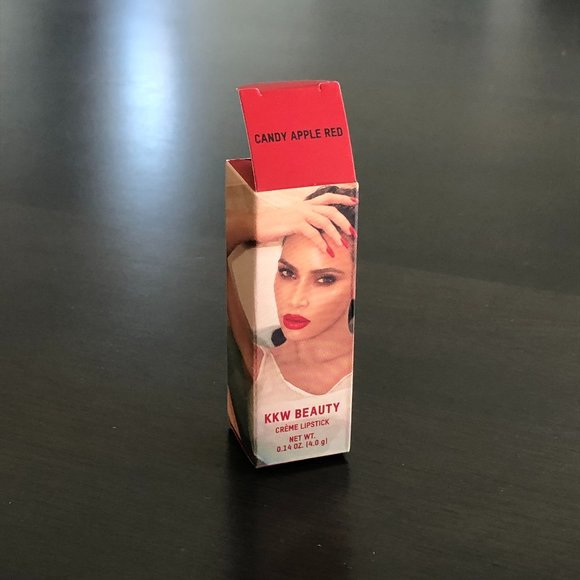 CANDY APPLE RED
KKW BEAUTY
CRÈME LIPSTICK
NET WT.
0.14 OZ. (4.0 g)